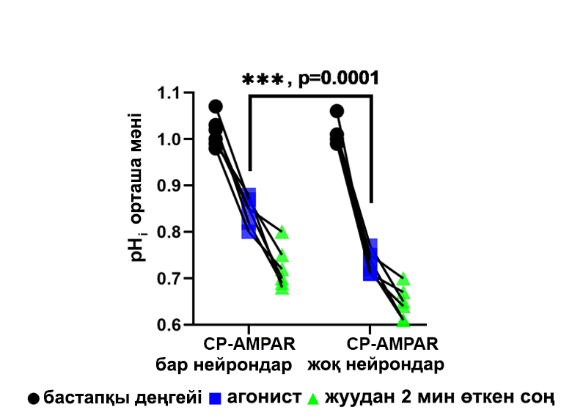 ***, p=0.0001
pHi орташа мәні
1.1
1.0
0.9
0.8
0.7
0.6
CP-AMPAR бар нейрондар
CP-AMPAR жоқ нейрондар
бастапқы деңгейі агонист жуудан 2 мин өткен соң